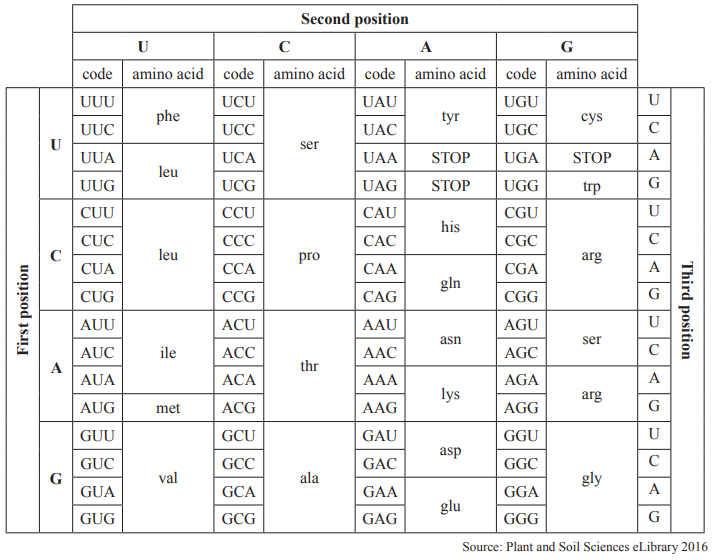 Second position
U C A G
code amino acid code amino acid code amino acid code amino acid
First position
Third position
U
UUU phe UCU ser UAU tyr UGU cys U
UUC UCC UAC UGC C
UUA leu UCA UAA STOP UGA STOP A
UUG UCG UAG STOP UGG trp G
C
CUU leu CCU pro CAU his CGU arg U
CUC CCC CAC CGC C
CUA CCA CAA gln CGA A
CUG CCG CAG CGG G
A
AUU ile ACU thr AAU asn AGU ser U
AUC ACC AAC AGC C
AUA ACA AAA lys AGA arg A
AUG met ACG AAG AGG G
G
GUU val GCU ala GAU asp GGU gly U
GUC GCC GAC GGC C
GUA GCA GAA glu GGA A
GUG GCG GAG GGG G
Source: Plant and Soil Sciences eLibrary 2016